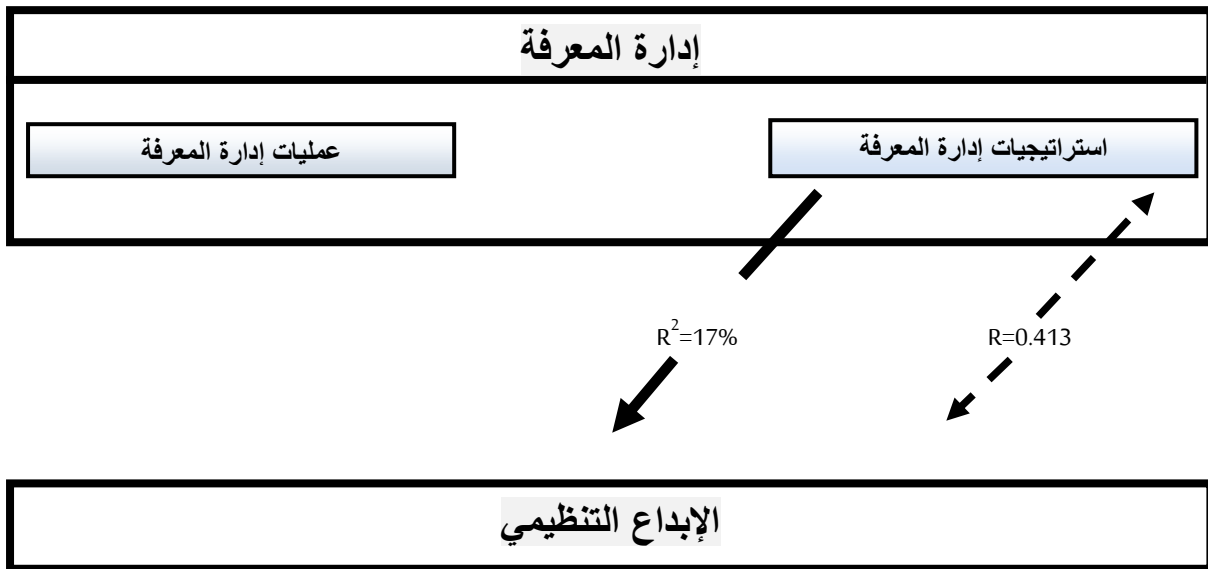 إدارة المعرفة
استراتيجيات إدارة المعرفة
عمليات إدارة المعرفة
R²=17%
R=0.413
الإبداع التنظيمي